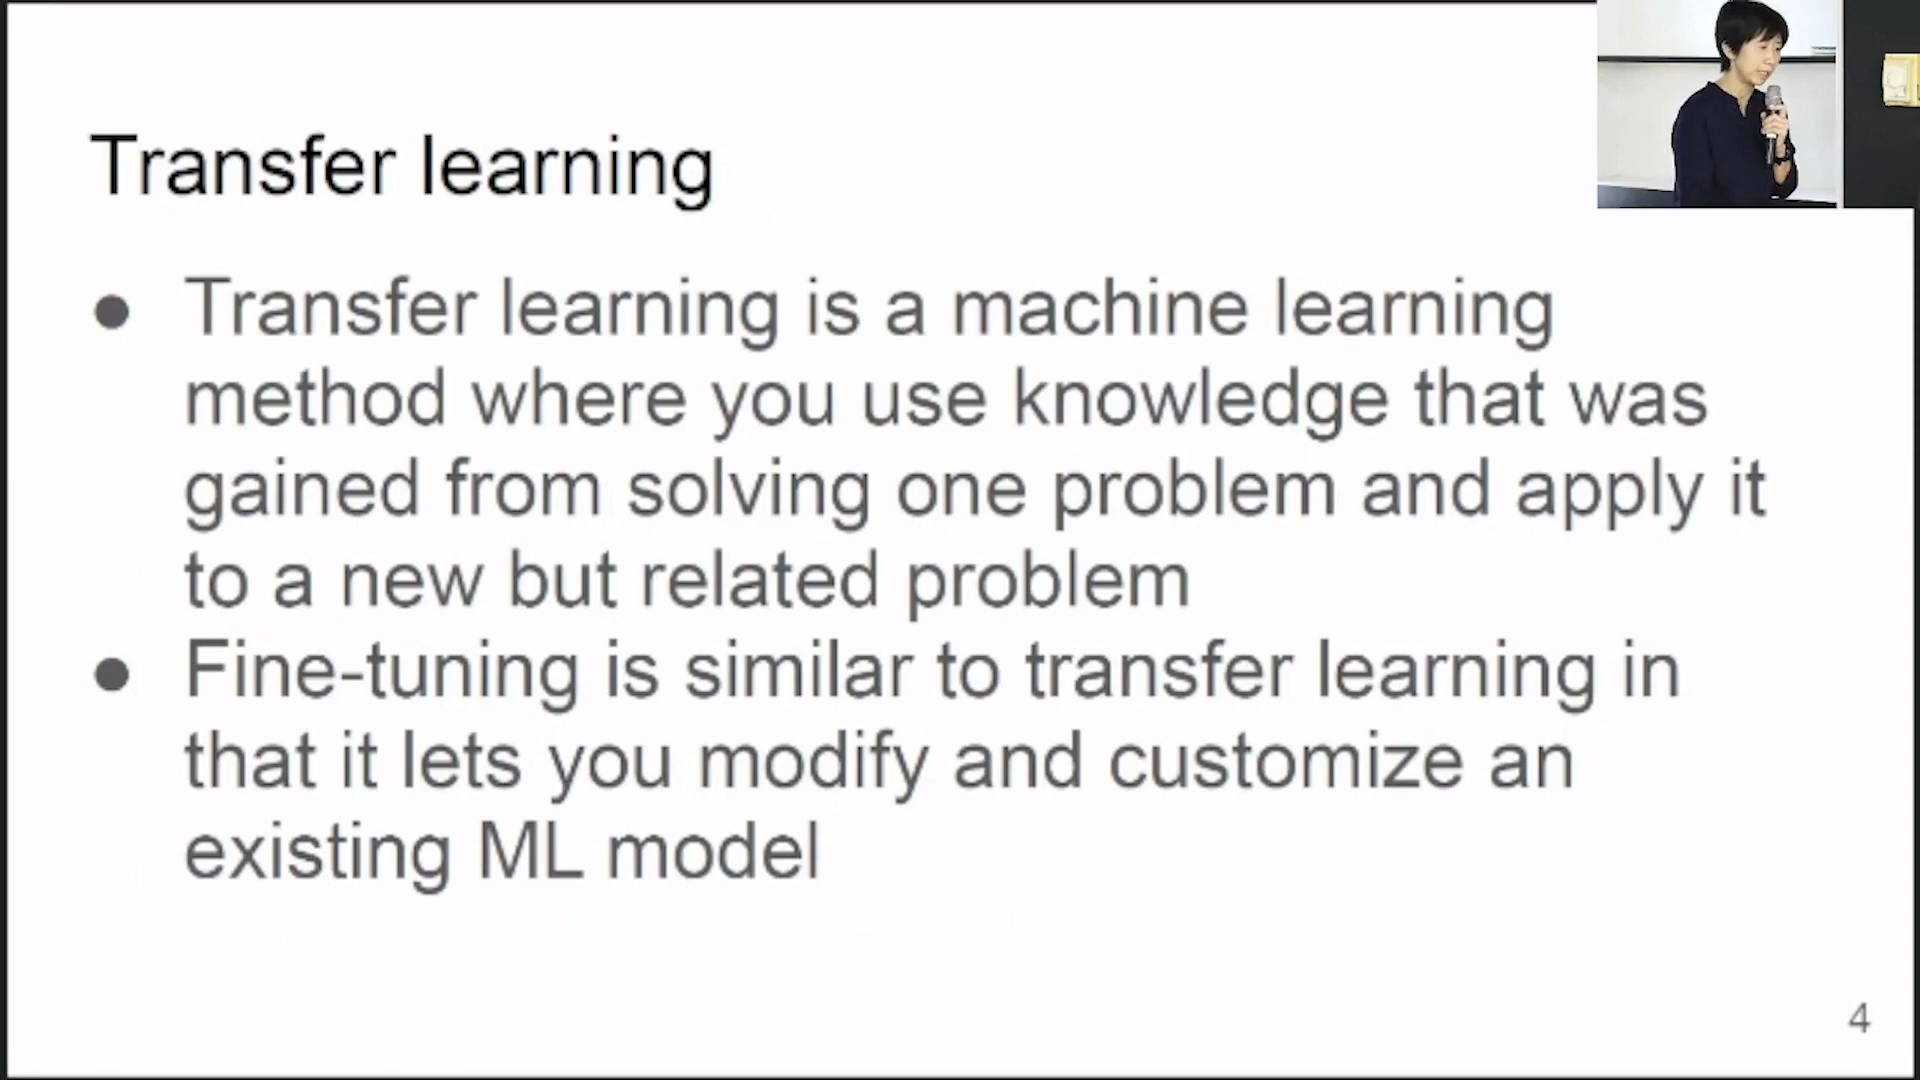 Transfer learning
● Transfer learning is a machine learning
method where you use knowledge that was
gained from solving one problem and apply it
to a new but related problem
● Fine-tuning is similar to transfer learning in
that it lets you modify and customize an
existing ML model
4